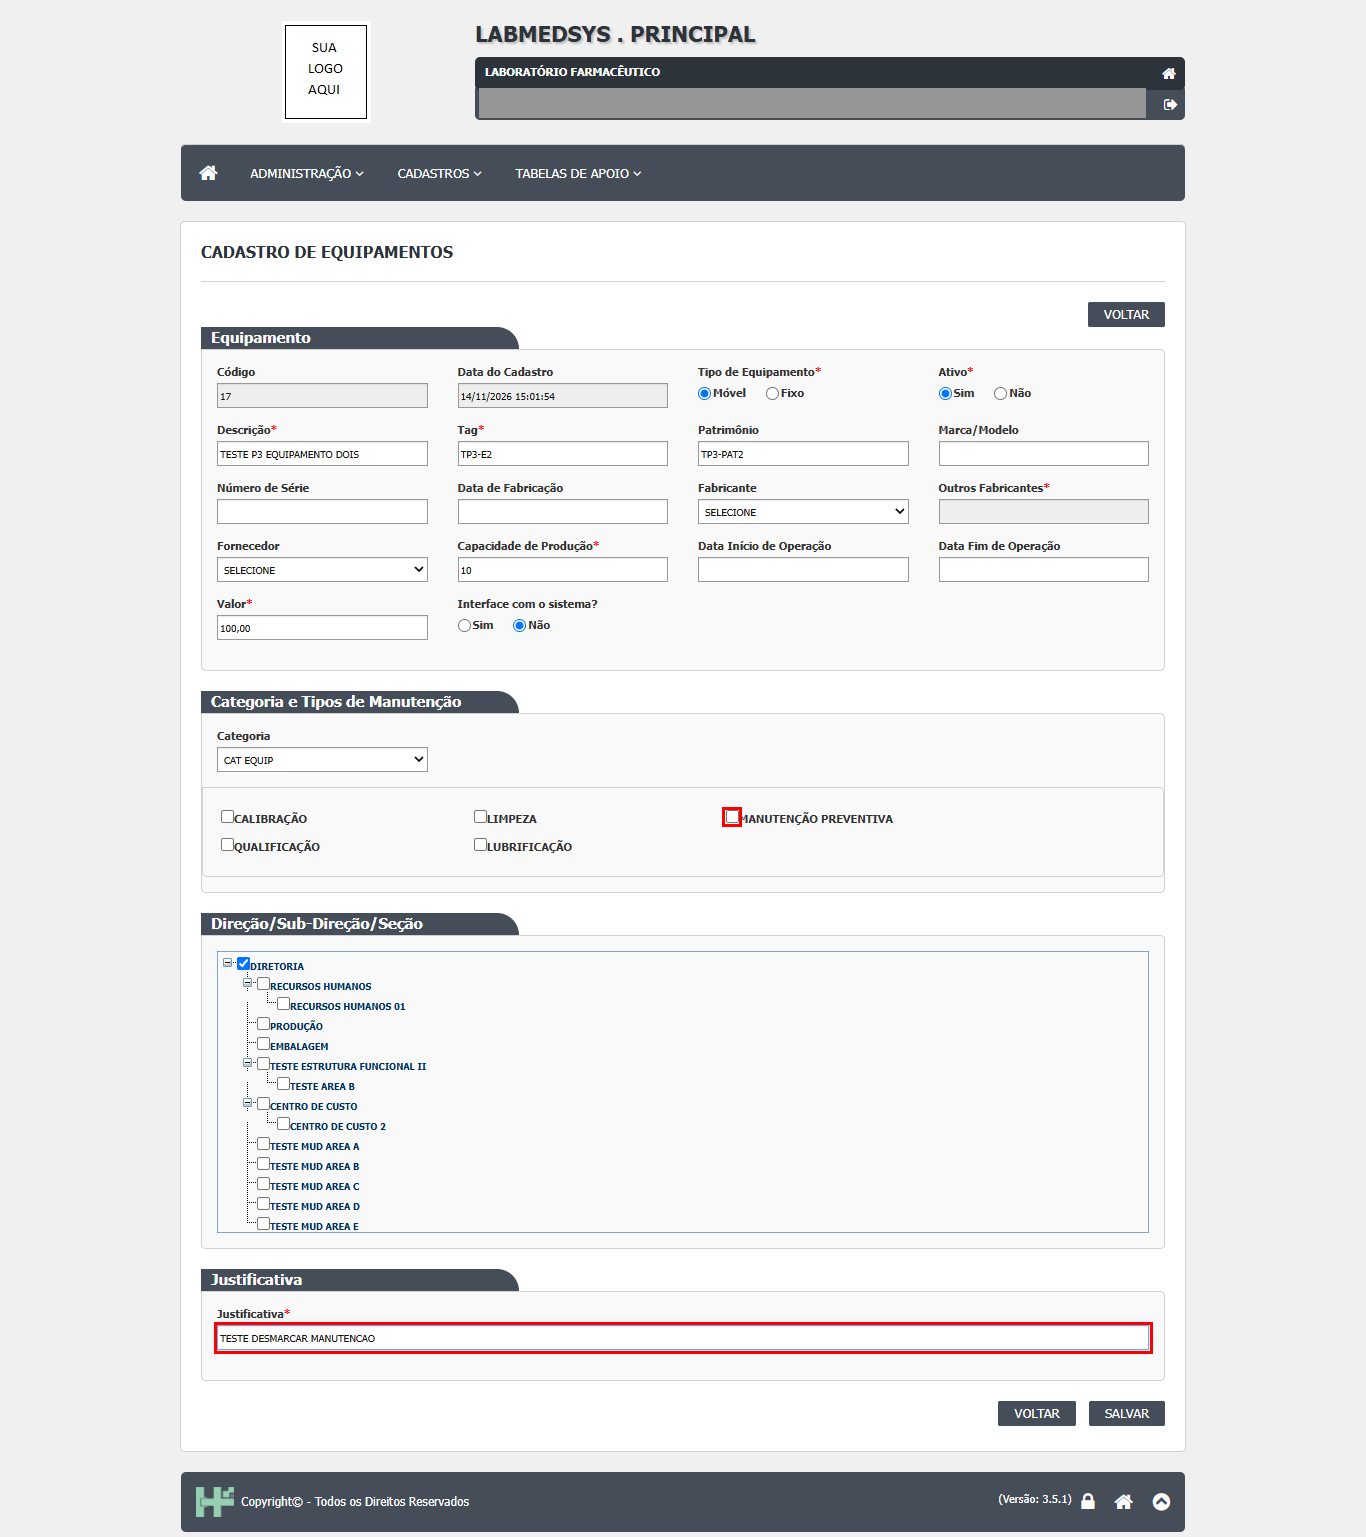 SUA
LOGO
AQUI
LABMEDSYS . PRINCIPAL
LABORATÓRIO FARMACÊUTICO
ADMINISTRAÇÃO CADASTROS TABELAS DE APOIO
CADASTRO DE EQUIPAMENTOS
VOLTAR
Equipamento
Código Data do Cadastro Tipo de Equipamento* Ativo*
17 14/11/2026 15:01:54 Móvel Fixo Sim Não
Descrição* Tag* Patrimônio Marca/Modelo
TESTE P3 EQUIPAMENTO DOIS TP3-E2 TP3-PAT2
Número de Série Data de Fabricação Fabricante Outros Fabricantes*
SELECIONE
Fornecedor Capacidade de Produção* Data Início de Operação Data Fim de Operação
SELECIONE 10
Valor* Interface com o sistema?
100,00 Sim Não
Categoria e Tipos de Manutenção
Categoria
CAT EQUIP
CALIBRAÇÃO LIMPEZA MANUTENÇÃO PREVENTIVA
QUALIFICAÇÃO LUBRIFICAÇÃO
Direção/Sub-Direção/Seção
DIRETORIA
RECURSOS HUMANOS
RECURSOS HUMANOS 01
PRODUÇÃO
EMBALAGEM
TESTE ESTRUTURA FUNCIONAL II
TESTE AREA B
CENTRO DE CUSTO
CENTRO DE CUSTO 2
TESTE MUD AREA A
TESTE MUD AREA B
TESTE MUD AREA C
TESTE MUD AREA D
TESTE MUD AREA E
Justificativa
Justificativa*
TESTE DESMARCAR MANUTENCAO
VOLTAR SALVAR
Copyright© - Todos os Direitos Reservados (Versão: 3.5.1)